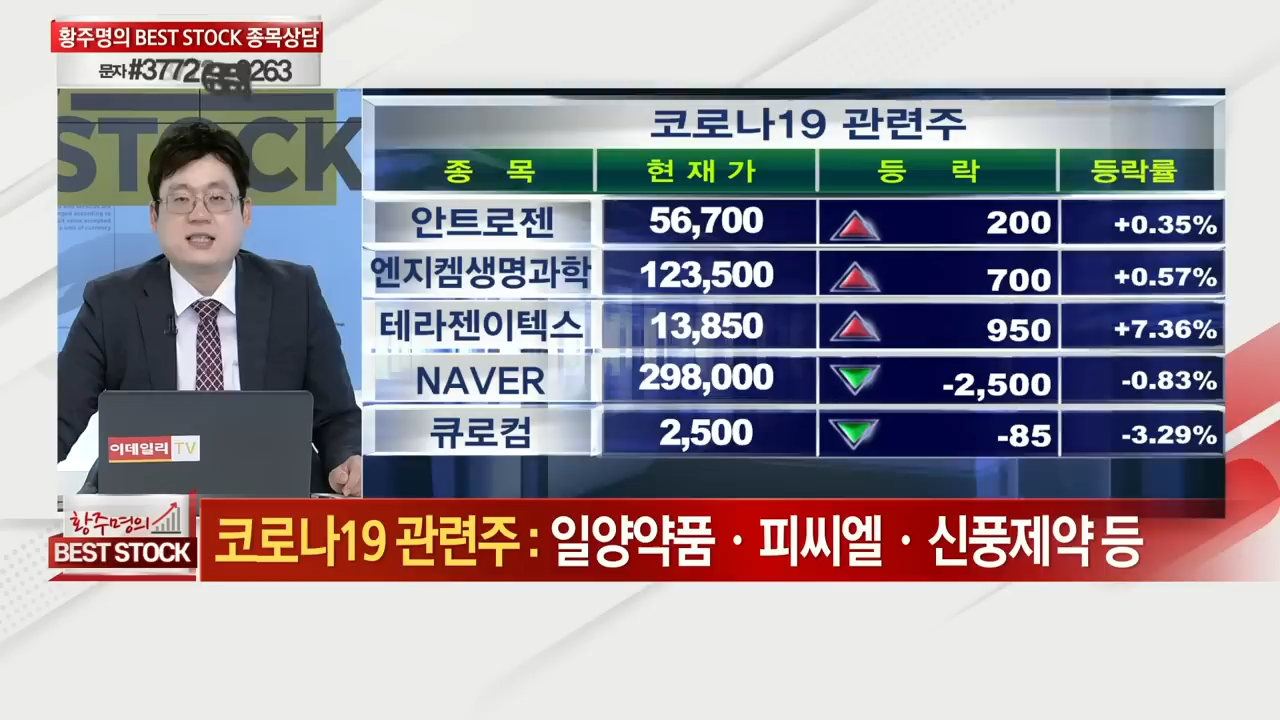 황주명의 BEST STOCK 종목상담
문자 #3772
263
STOCK
코로나19 관련주
종 목 현재가 등 락 등락률
안트로젠 56,700 200 +0.35%
엔지켐생명과학 123,500 700 +0.57%
테라젠이텍스 13,850 950 +7.36%
NAVER 298,000 -2,500 -0.83%
큐로컴 2,500 -85 -3.29%
이데일리 TV
황주명의
BEST STOCK
코로나19 관련주 : 일양약품 · 피씨엘 · 신풍제약 등